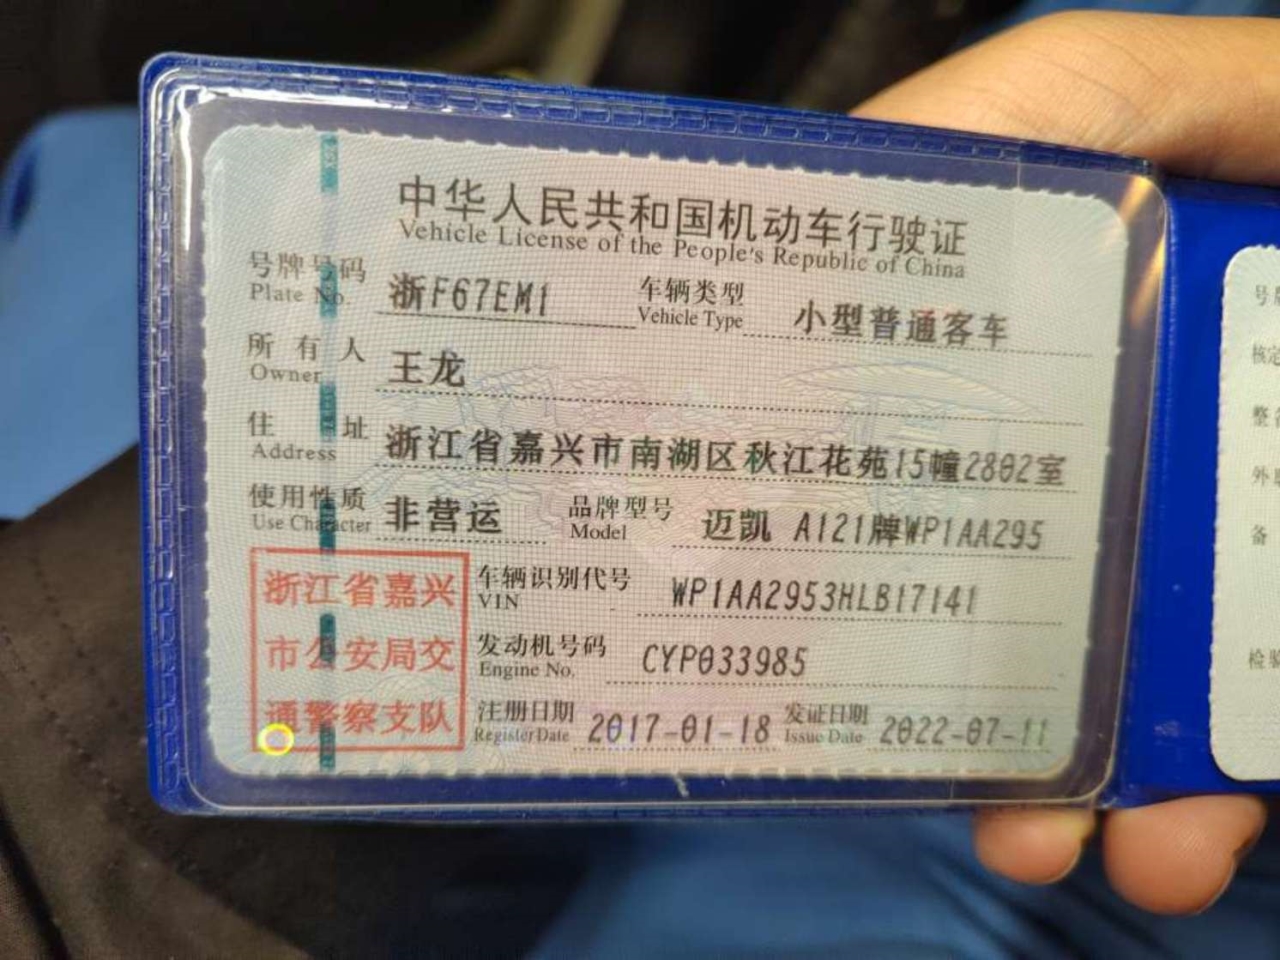 中华人民共和国机动车行驶证
Vehicle License of the People's Republic of China
号牌号码 浙F67EM1 车辆类型 小型普通客车
Plate No. Vehicle Type
所有人 王龙
Owner
住址 浙江省嘉兴市南湖区秋江花苑15幢2802室
Address
使用性质 非营运 品牌型号 迈凯 A121牌WP1AA295
Use Character Model
浙江省嘉兴
市公安局交
通警察支队
车辆识别代号 WP1AA2953HLB17141
VIN
发动机号码 CYP033985
Engine No.
注册日期 2017-01-18 发证日期 2022-07-11
Register Date Issue Date
号
核定
整
外
备
检验